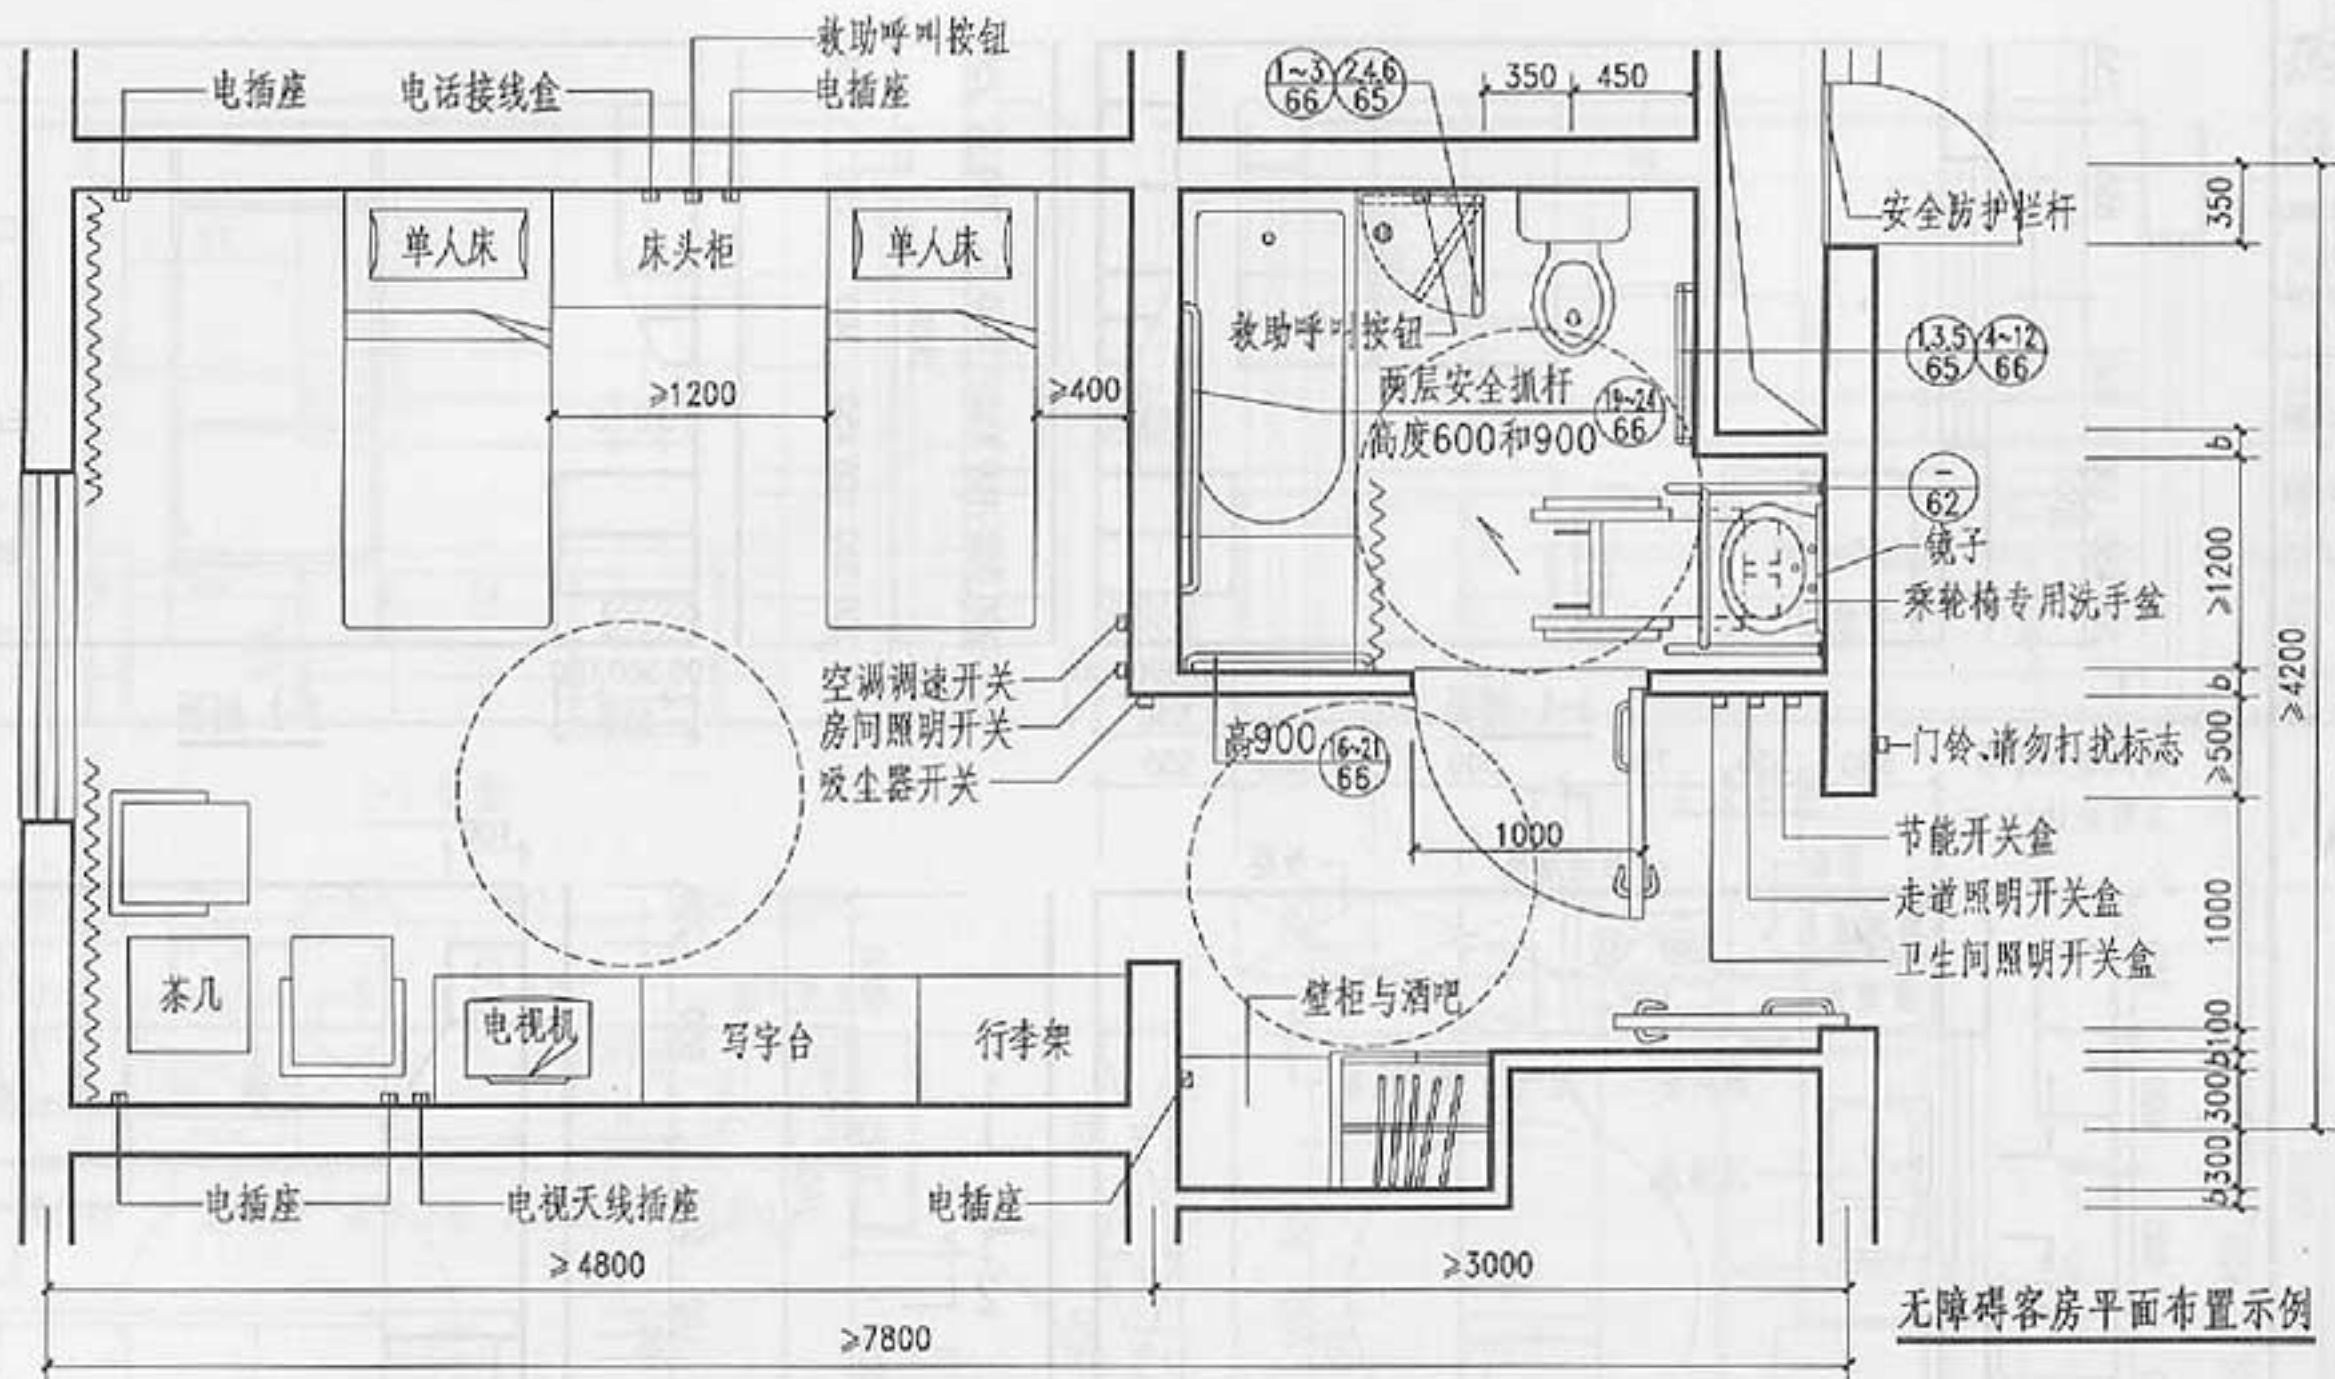 救助呼叫按钮
电插座
电话接线盒
电插座
1~3
66
2,4,6
65
350
450
安全防护栏杆
350
单人床
床头柜
单人床
救助呼叫按钮
1,3,5
65
4~12
66
≥1200
≥400
两层安全抓杆
高度600和900
19~24
66
b
—
62
镜子
≥1200
乘轮椅专用洗手盆
≥4200
空调调速开关
房间照明开关
吸尘器开关
b
高900
16~21
66
≥500
门铃、请勿打扰标志
1000
节能开关盒
走道照明开关盒
卫生间照明开关盒
1000
茶几
电视机
写字台
行李架
壁柜与酒吧
100
b
300
300
b
电插座
电视天线插座
电插座
≥4800
≥3000
≥7800
无障碍客房平面布置示例